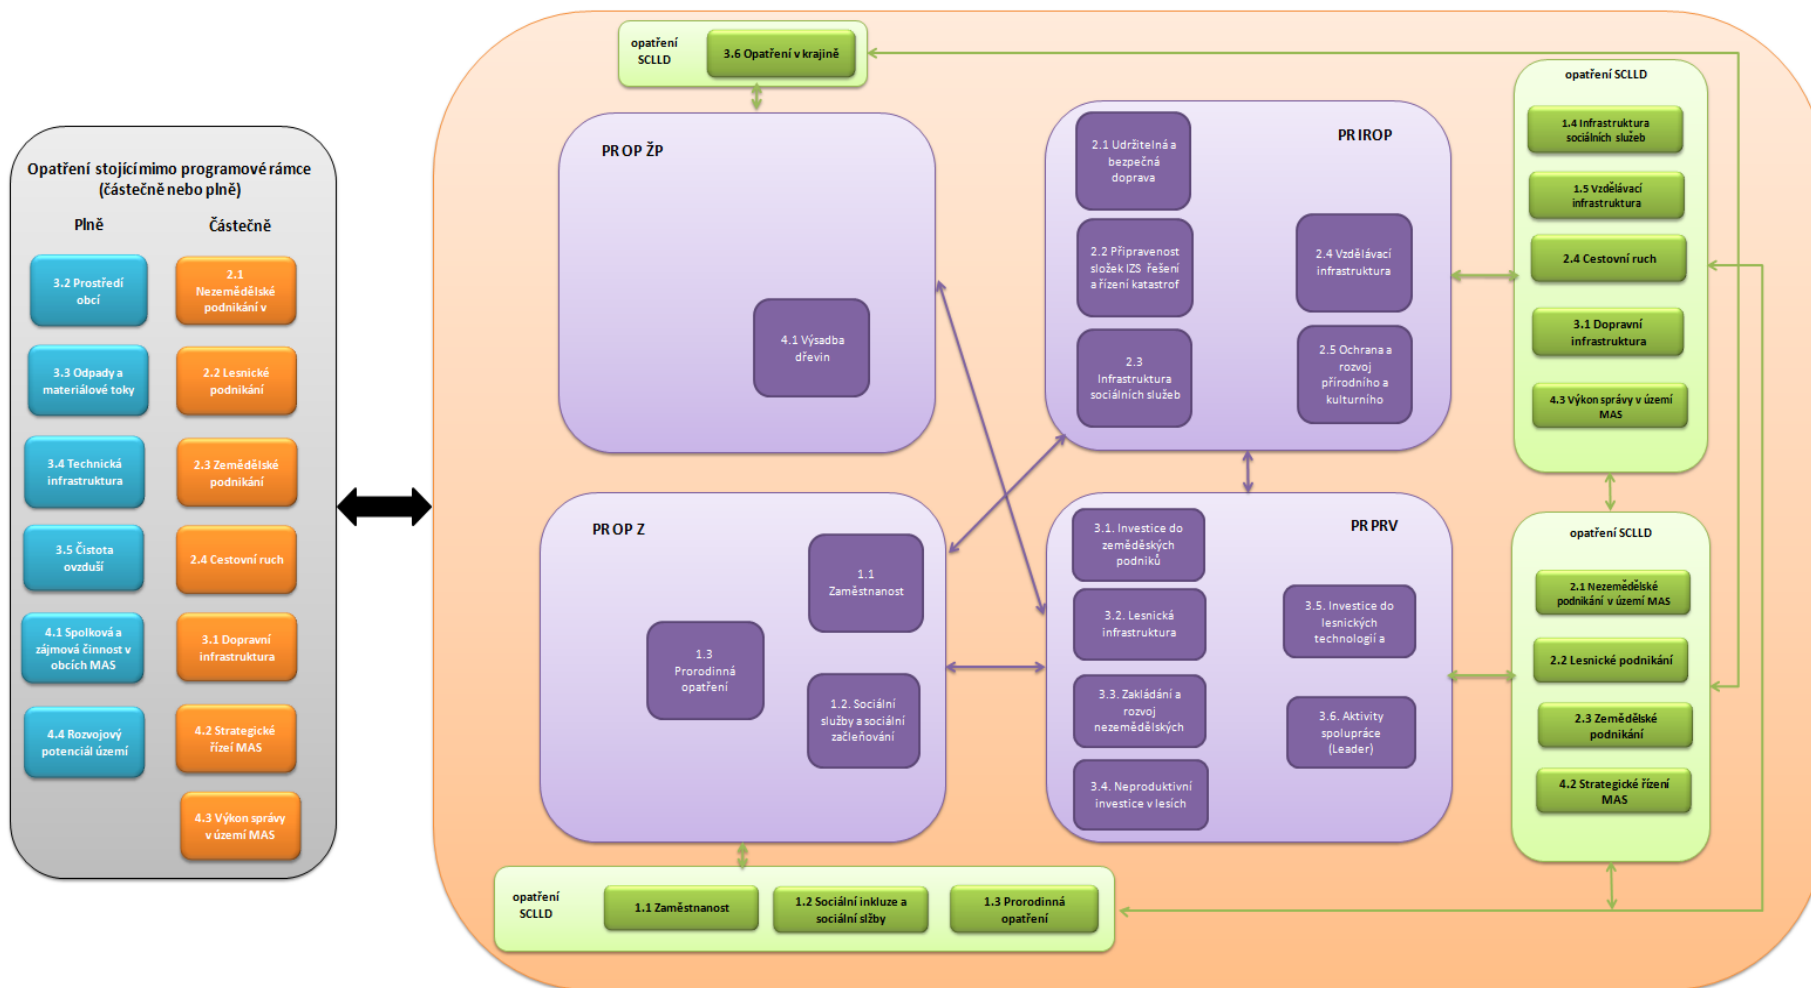 Opatření stojící mimo programové rámce
(částečně nebo plně)
Plně
Částečně
3.2 Prostředí
obcí
3.3 Odpady a
materiálové toky
3.4 Technická
infrastruktura
3.5 Čistota
ovzduší
4.1 Spolková a
zájmová činnost v
obcích MAS
4.4 Rozvojový
potenciál území
2.1
Nezemědělské
podnikání v
2.2 Lesnické
podnikání
2.3 Zemědělské
podnikání
2.4 Cestovní ruch
3.1 Dopravní
infrastruktura
4.2 Strategické
řízeí MAS
4.3 Výkon správy
v území MAS
opatření
SCLLD
3.6 Opatření v krajině
PR OP ŽP
4.1 Výsadba
dřevin
PR IROP
2.1 Udržitelná a
bezpečná
doprava
2.2 Připravenost
složek IZS řešení
a řízení katastrof
2.3
Infrastruktura
sociálních služeb
2.4 Vzdělávací
infrastruktura
2.5 Ochrana a
rozvoj
přírodního a
kulturního
opatření SCLLD
1.4 Infrastruktura
sociálních služeb
1.5 Vzdělávací
infrastruktura
2.4 Cestovní ruch
3.1 Dopravní
infrastruktura
4.3 Výkon správy v území
MAS
PR OP Z
1.1
Zaměstnanost
1.3
Prorodinná
opatření
1.2. Sociální
služby a sociální
začleňování
PR PRV
3.1. Investice do
zeměděských
podniků
3.2. Lesnická
infrastruktura
3.3. Zakládání a
rozvoj
nezemědělských
3.4. Neproduktivní
investice v lesích
3.5. Investice do
lesnických
technologií a
3.6. Aktivity
spolupráce
(Leader)
opatření SCLLD
2.1 Nezemědělské
podnikání v území MAS
2.2 Lesnické podnikání
2.3 Zemědělské
podnikání
4.2 Strategické řízení
MAS
opatření
SCLLD
1.1 Zaměstnanost
1.2 Sociální inkluze a
sociální slžby
1.3 Prorodinná
opatření